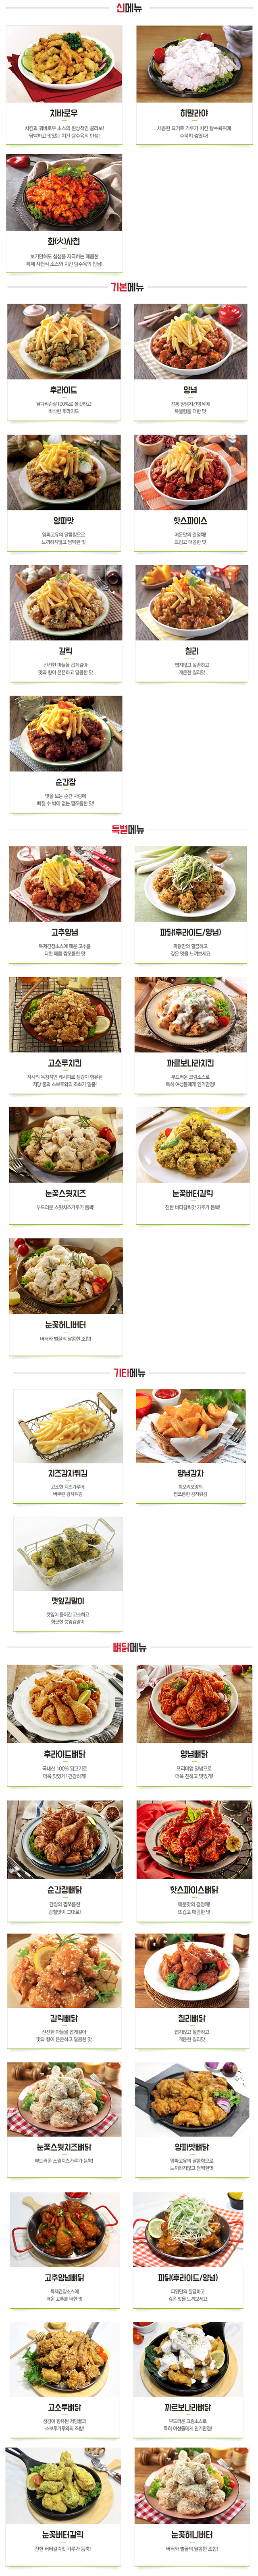 신메뉴
지바로우
치킨과 꿔바로우 소스의 환상적인 콜라보!
담백하고 맛있는 치킨 탕수육의 탄생!
히말라야
새콤한 요거트 가루가 치킨 탕수육위에
수북히 쌓였다!
화(火)사천
보기만해도 침샘을 자극하는 매콤한
특제 사천식 소스와 치킨 탕수육의 만남!
기본메뉴
후라이드
닭다리순살100%로 쫄깃하고
바삭한 후라이드
양념
전통 양념치킨방식에
특별함을 더한 맛
양파맛
양파고유의 달콤함으로
느끼하지않고 담백한 맛
핫스파이스
매운맛의 결정체!
뜨겁고 매콤한 맛
갈릭
신선한 마늘을 곱게갈아
맛과 향이 은은하고 달콤한 맛
칠리
맵지않고 깔끔하고
개운한 칠리맛
순간장
맛을 보는 순간 사랑에
빠질 수 밖에 없는 짭조름한 맛!
특별메뉴
고추양념
특제간장소스에 매운 고추를
더한 매콤 짭쪼름한 맛
파닭(후라이드/양념)
파닭만의 깔끔하고
깊은 맛을 느껴보세요
고소루치킨
자사의 독창적인 레시피로 생강이 함유된
저당 물과 소보루와의 조화가 일품!
까르보나라치킨
부드러운 크림소스로
특히 여성들에게 인기만점!
눈꽃스윗치즈
부드러운 스윗치즈가루가 듬뿍!
눈꽃버터갈릭
진한 버터갈릭맛 가루가 듬뿍!
눈꽃허니버터
버터와 벌꿀의 달콤한 조합!
기타메뉴
치즈감자튀김
고소한 치즈가루에
버무린 감자튀김
양념감자
회오리모양의
짭쪼름한 감자튀김
깻잎김말이
깻잎이 들어간 고소하고
향긋한 깻잎김말이
뼈닭메뉴
후라이드뼈닭
국내산 100% 닭고기로
더욱 맛있게! 건강하게!
양념뼈닭
프리미엄 양념으로
더욱 진하고 맛있게!
순간장뼈닭
간장의 짭쪼름한
감칠맛이 그대로!
핫스파이스뼈닭
매운맛의 결정체!
뜨겁고 매콤한 맛
갈릭뼈닭
신선한 마늘을 곱게갈아
맛과 향이 은은하고 달콤한 맛
칠리뼈닭
맵지않고 깔끔하고
개운한 칠리맛
눈꽃스윗치즈뼈닭
부드러운 스윗치즈가루가 듬뿍!
양파맛뼈닭
양파고유의 달콤함으로
느끼하지않고 담백한맛
고추양념뼈닭
특제간장소스에
매운 고추를 더한 맛
파닭(후라이드/양념)
파닭만의 깔끔하고
깊은 맛을 느껴보세요
고소루뼈닭
생강이 함유된 저당물과
소보루가루와의 조합!
까르보나라뼈닭
부드러운 크림소스로
특히 여성들에게 인기만점!
눈꽃버터갈릭
진한 버터갈릭맛 가루가 듬뿍!
눈꽃허니버터
버터와 벌꿀의 달콤한 조합!